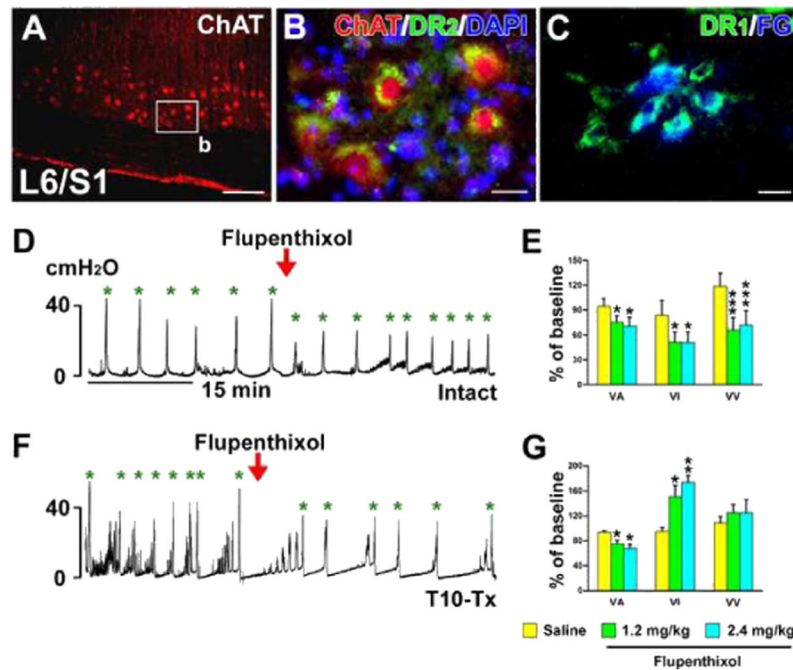 A ChAT
b
L6/S1
B ChAT/DR2/DAPI
C DR1/FG
D
cmH2O
Flupenthixol
* * * * * * * * * * * * * *
40
0
15 min
Intact
E
% of baseline
150
120
90
60
30
0
* * * * *** ***
VA VI VV
F
Flupenthixol
* * * * * * * * * * * * * *
40
0
T10-Tx
G
% of baseline
200
160
120
80
40
0
* * * **
VA VI VV
Saline 1.2 mg/kg 2.4 mg/kg
Flupenthixol